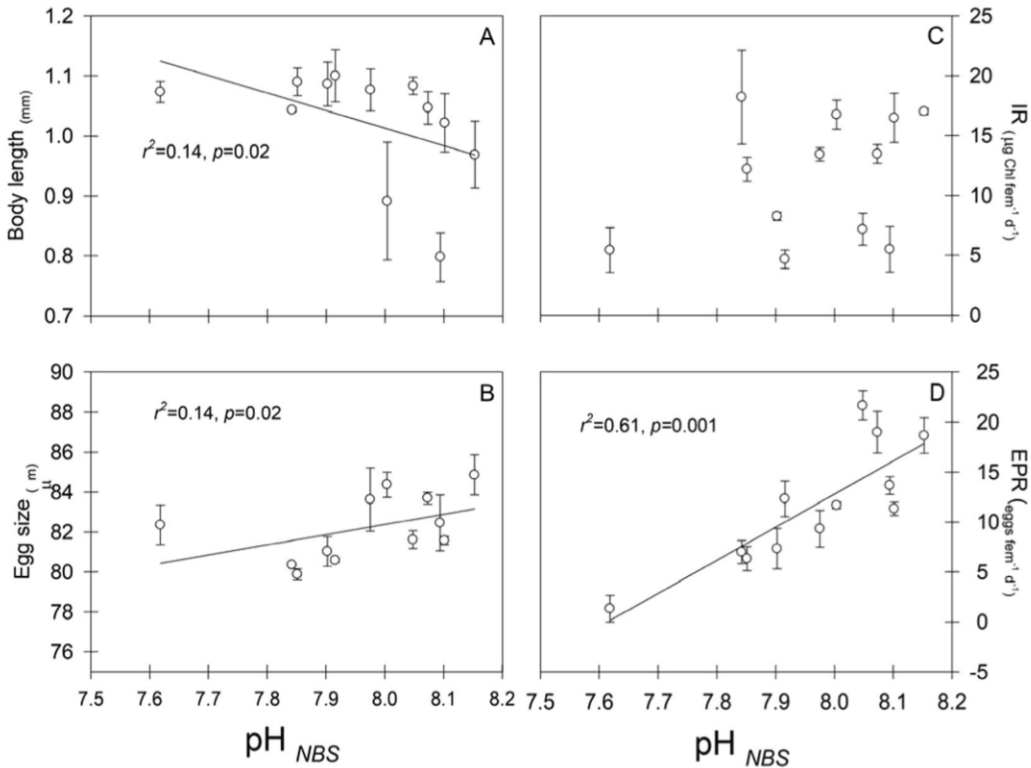 A
1.2
1.1
1.0
0.9
0.8
0.7
Body length (mm)
r²=0.14, p=0.02
C
25
20
15
10
5
0
IR (μg Chl fem⁻¹ d⁻¹)
B
90
88
86
84
82
80
78
76
Egg size (μm)
r²=0.14, p=0.02
7.5 7.6 7.7 7.8 7.9 8.0 8.1 8.2
pH NBS
D
25
20
15
10
5
0
-5
EPR (eggs fem⁻¹ d⁻¹)
r²=0.61, p=0.001
7.5 7.6 7.7 7.8 7.9 8.0 8.1 8.2
pH NBS